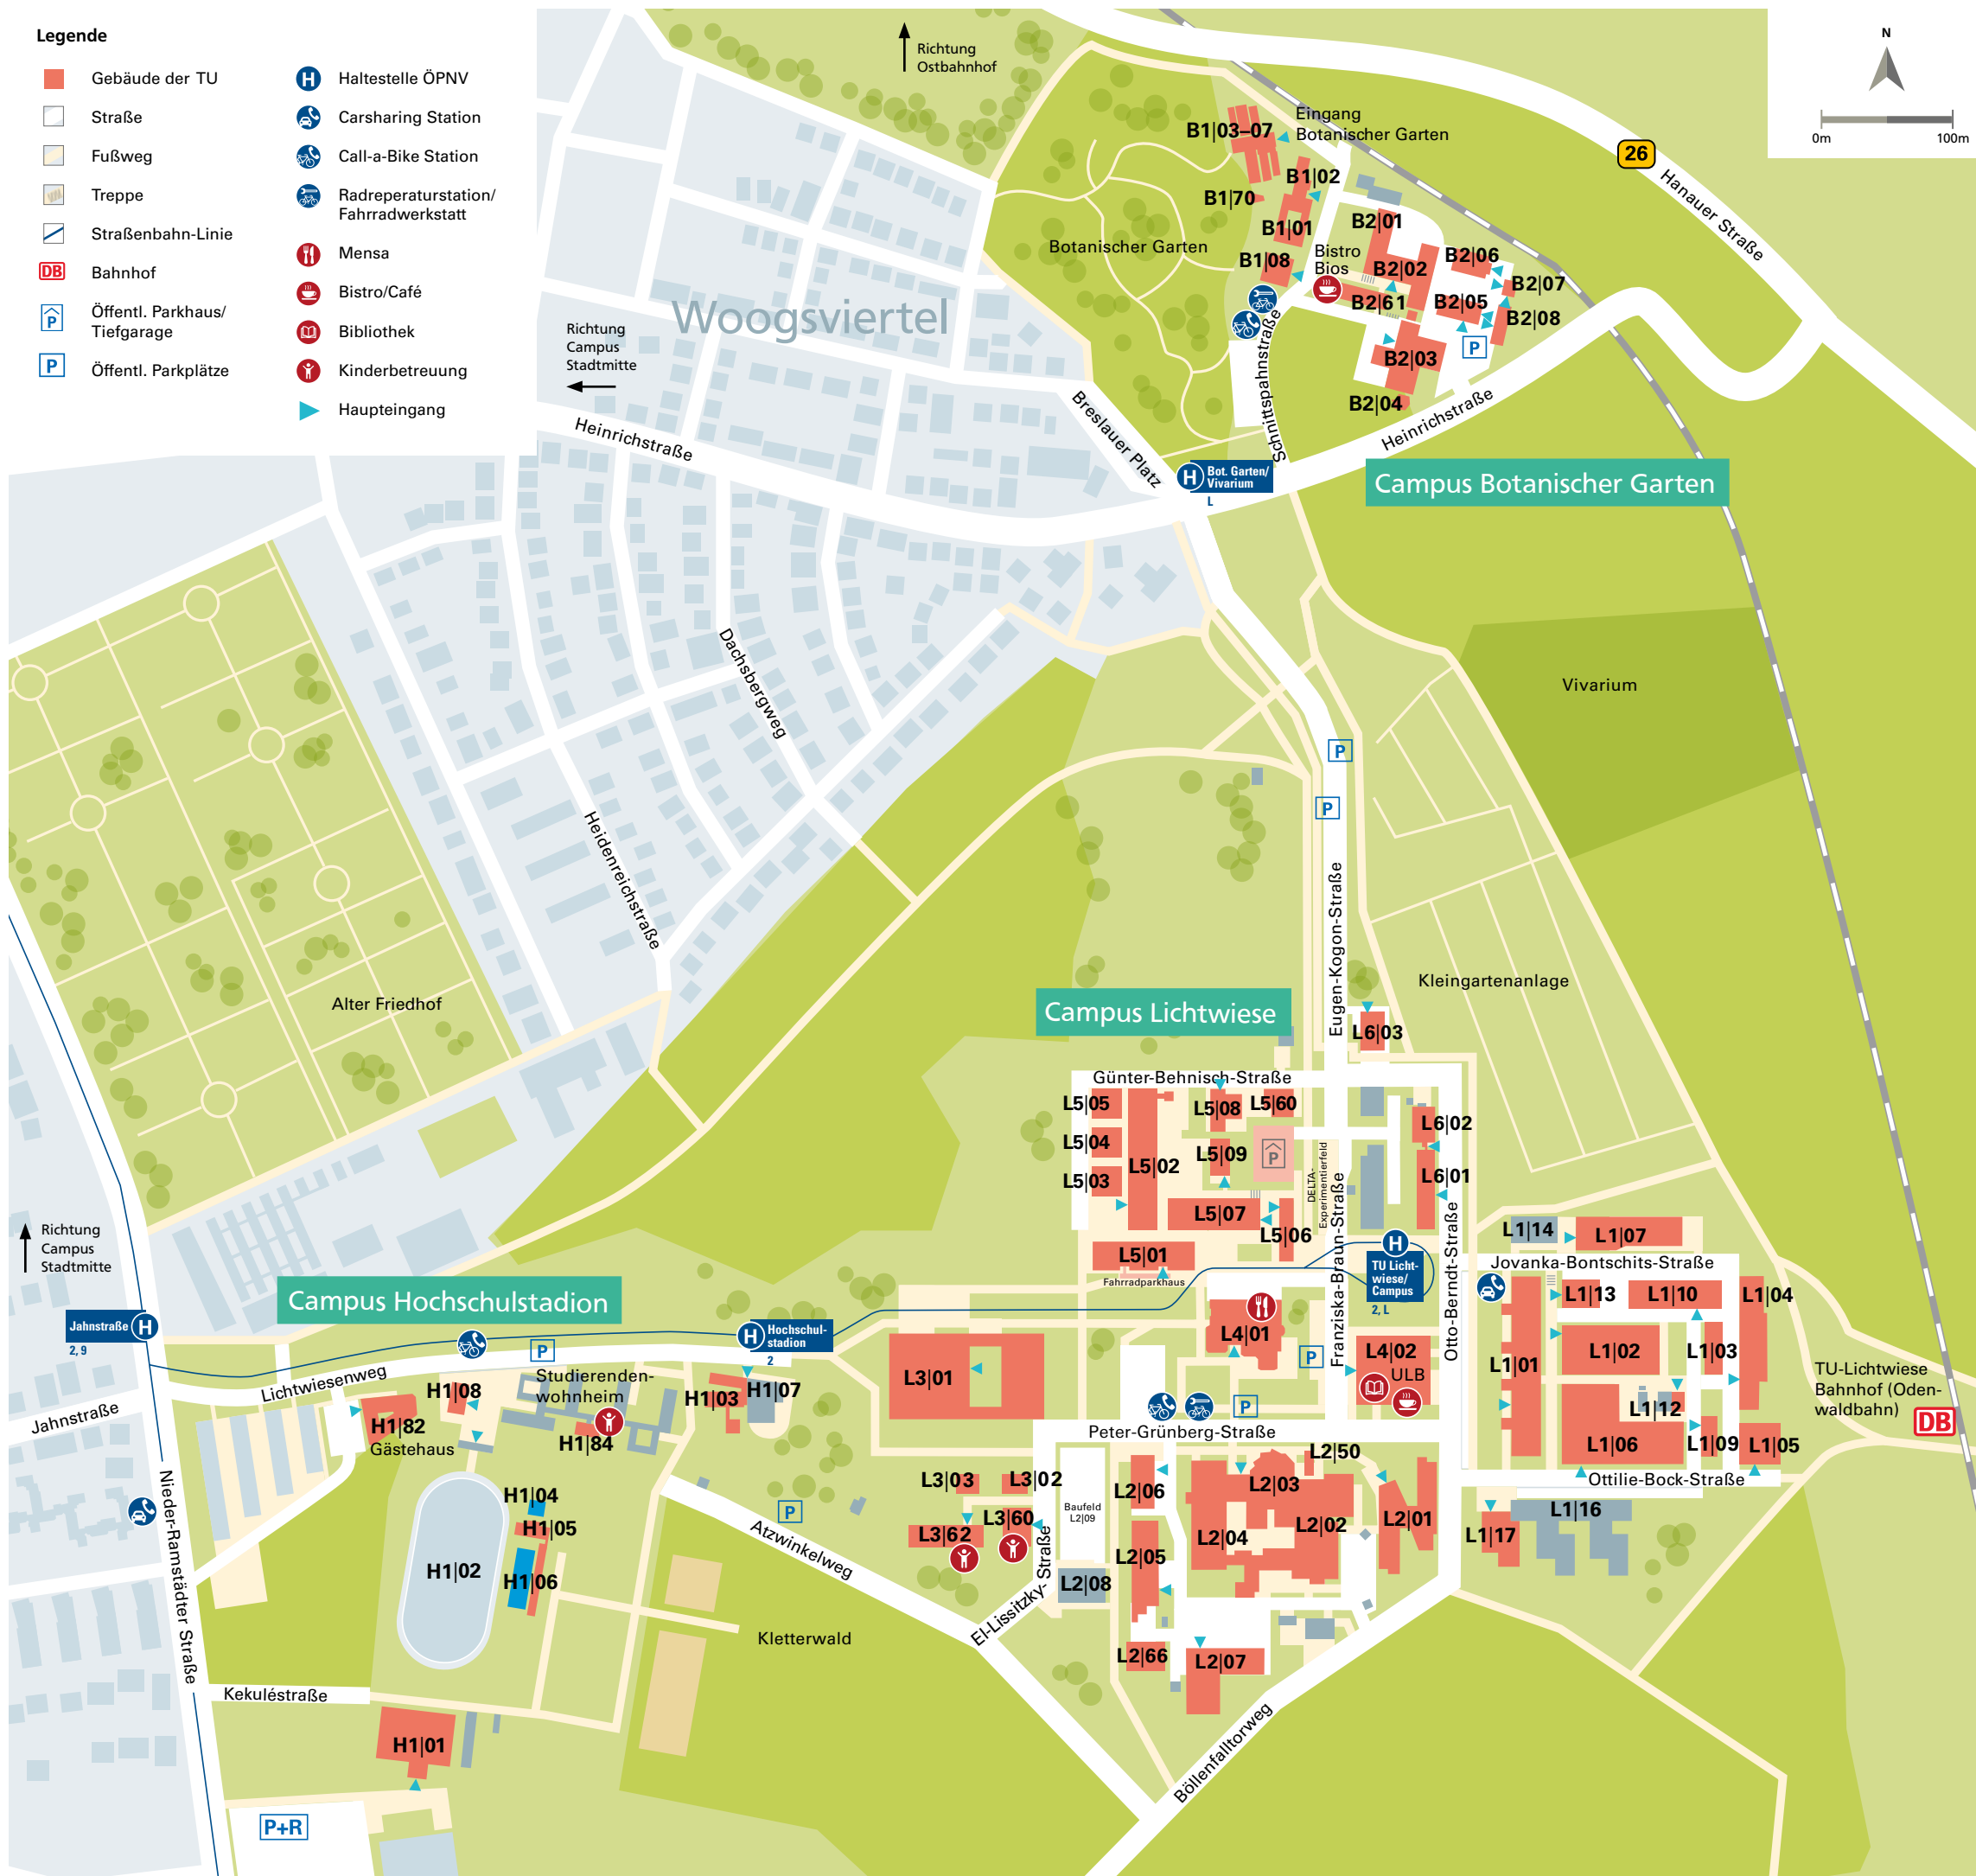 Legende
Gebäude der TU
Straße
Fußweg
Treppe
Straßenbahn-Linie
DB
Bahnhof
Öffentl. Parkhaus/
Tiefgarage
P
Öffentl. Parkplätze
H
Haltestelle ÖPNV
Carsharing Station
Call-a-Bike Station
Radreperaturstation/
Fahrradwerkstatt
Mensa
Bistro/Café
Bibliothek
Kinderbetreuung
Haupteingang
Richtung
Ostbahnhof
N
0m
100m
26
Hanauer Straße
Eingang
Botanischer Garten
B1|03–07
B1|02
B1|70
B1|01
B1|08
Botanischer Garten
Bistro
Bios
B2|01
B2|02
B2|61
B2|06
B2|07
B2|05
B2|08
P
B2|03
B2|04
Schnittspahnstraße
Heinrichstraße
Woogsviertel
Richtung
Campus
Stadtmitte
Heinrichstraße
Breslauer Platz
H
Bot. Garten/
Vivarium
L
Campus Botanischer Garten
Dachsbergweg
Heidenreichstraße
Vivarium
P
P
Eugen-Kogon-Straße
Kleingartenanlage
Alter Friedhof
Campus Lichtwiese
L6|03
Günter-Behnisch-Straße
L5|05
L5|04
L5|03
L5|02
L5|08
L5|60
L5|09
P
L5|07
L5|06
L5|01
Fahrradparkhaus
DELTA-
Experimentierfeld
Franziska-Braun-Straße
L6|02
L6|01
Otto-Berndt-Straße
H
TU Licht-
wiese/
Campus
2, L
L1|14
L1|07
Jovanka-Bontschits-Straße
L1|13
L1|10
L1|04
L1|01
L1|02
L1|03
L1|12
L1|06
L1|09
L1|05
Ottilie-Bock-Straße
L1|16
L1|17
TU-Lichtwiese
Bahnhof (Oden-
waldbahn)
DB
Richtung
Campus
Stadtmitte
Campus Hochschulstadion
Jahnstraße
H
2, 9
P
H
Hochschul-
stadion
2
Lichtwiesenweg
Jahnstraße
H1|82
Gästehaus
H1|08
Studierenden-
wohnheim
H1|84
H1|03
H1|07
L3|01
L4|01
P
P
L4|02
ULB
Peter-Grünberg-Straße
L3|03
L3|02
L3|60
L3|62
Baufeld
L2|09
L2|08
L2|06
L2|05
L2|66
L2|07
L2|04
L2|03
L2|50
L2|02
L2|01
El-Lissitzky-Straße
Atzwinkelweg
P
Kletterwald
Böllenfalltorweg
H1|04
H1|05
H1|02
H1|06
Nieder-Ramstädter Straße
Kekuléstraße
H1|01
P+R